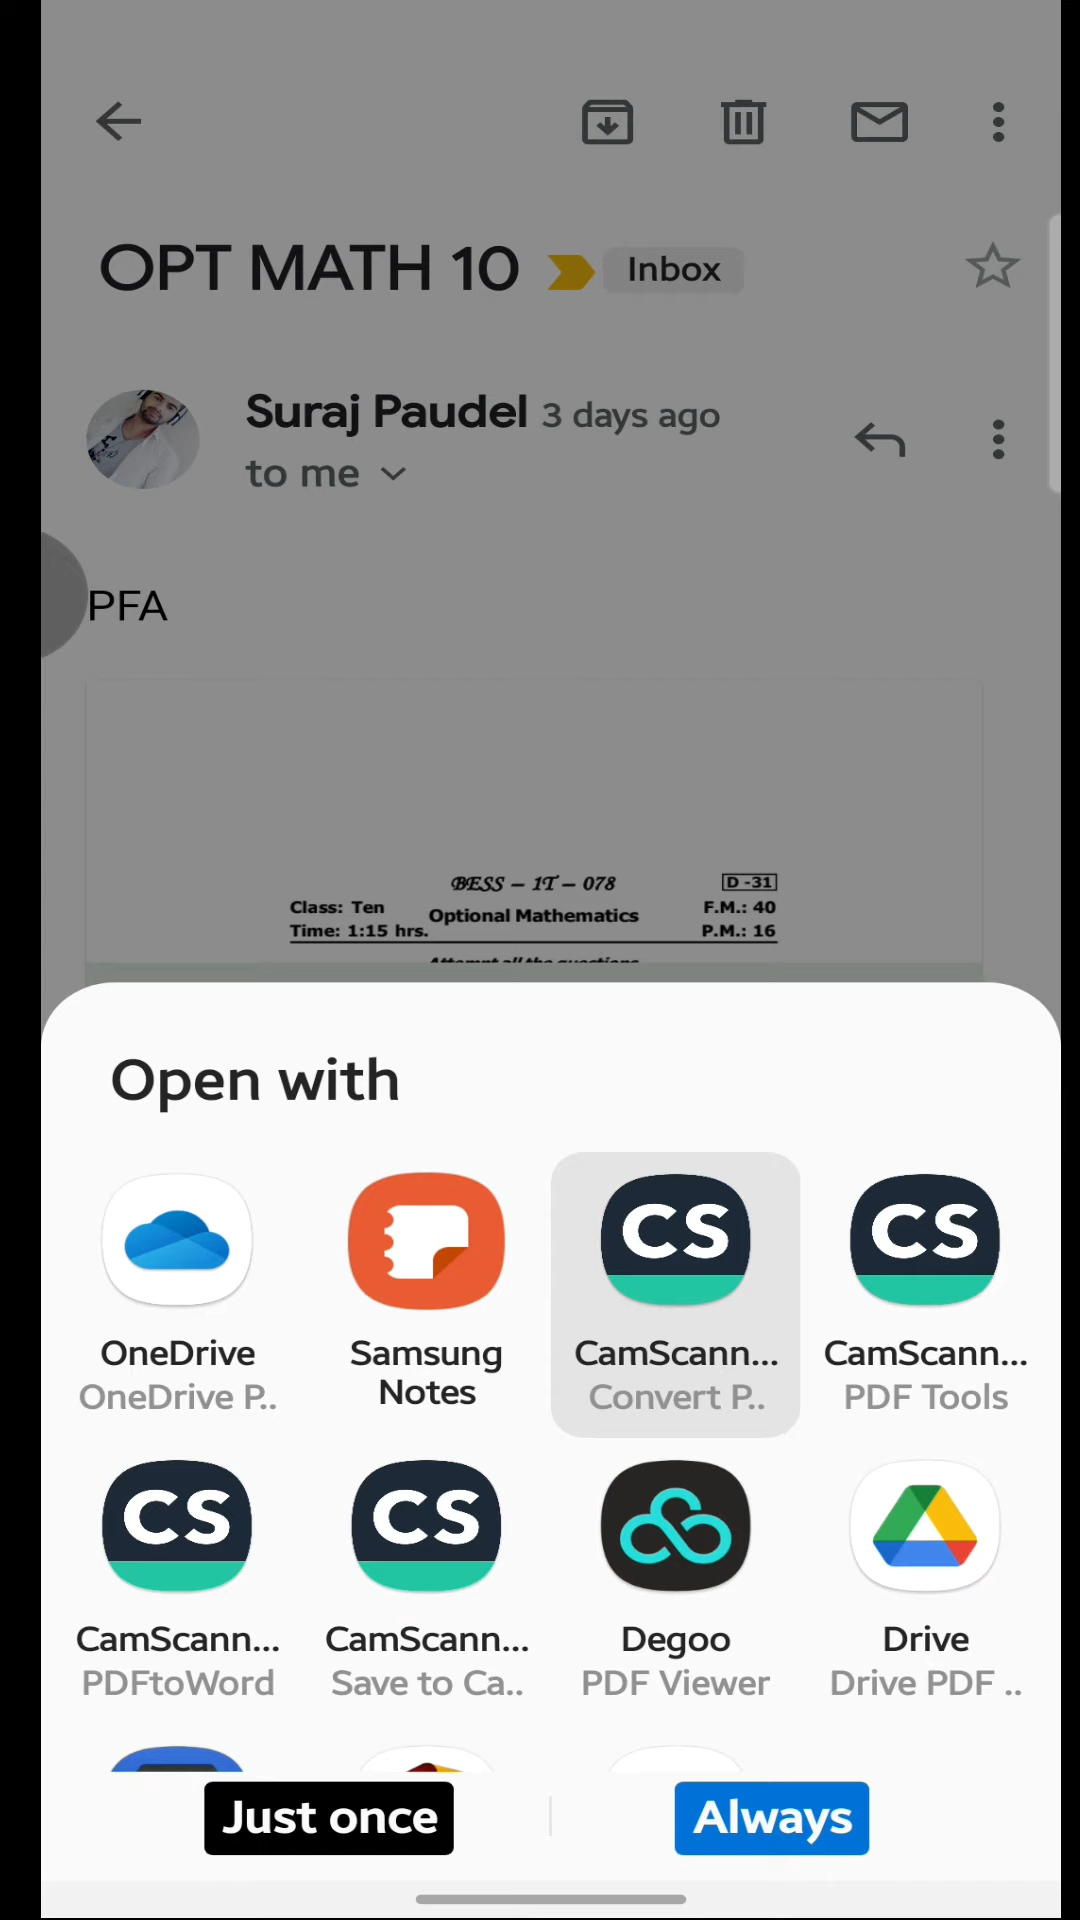 OPT MATH 10 Inbox
Suraj Paudel 3 days ago
to me
PFA
BESS – 1T – 078 D -31
Class: Ten Optional Mathematics F.M.: 40
Time: 1:15 hrs. P.M.: 16
Attempt all the questions
Open with
CS CS
OneDrive Samsung CamScann... CamScann...
OneDrive P.. Notes Convert P.. PDF Tools
CS CS
CamScann... CamScann... Degoo Drive
PDFtoWord Save to Ca.. PDF Viewer Drive PDF ..
Just once Always